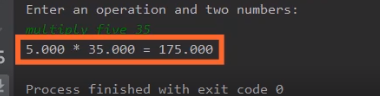 Enter an operation and two numbers:
multiply five 35
5.000 * 35.000 = 175.000
Process finished with exit code 0